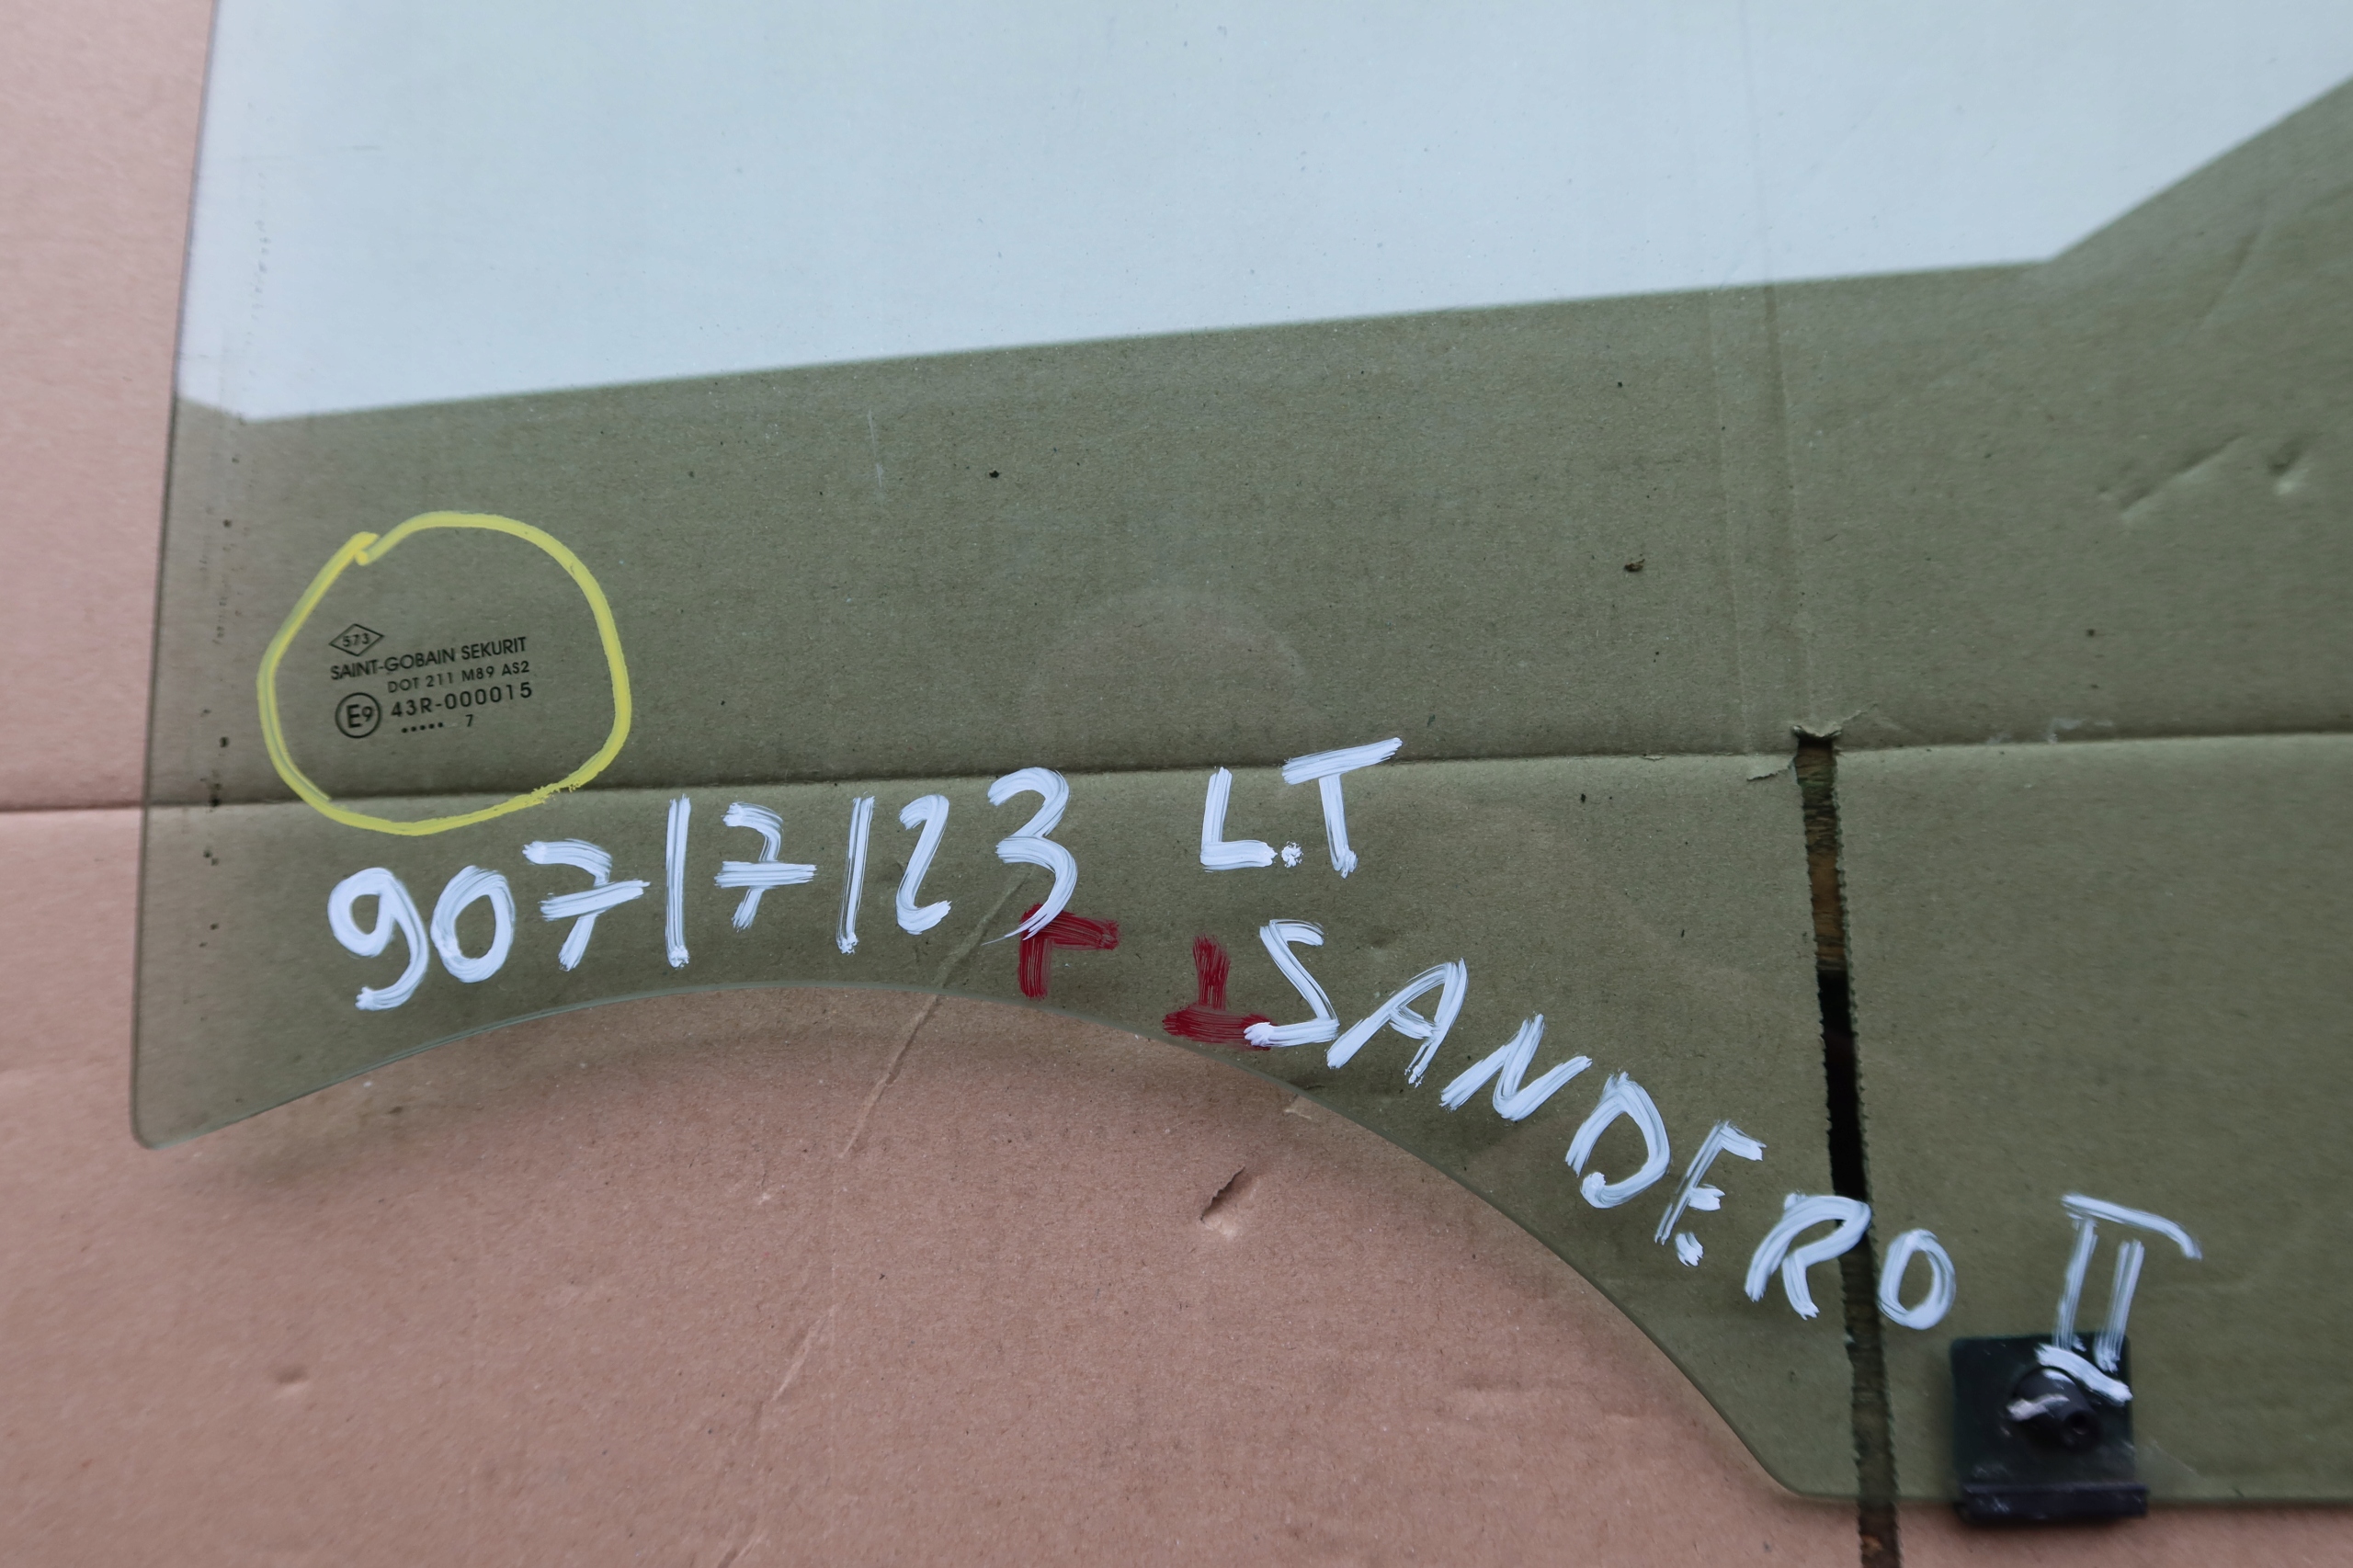 573
SAINT-GOBAIN SEKURIT
DOT 211 M89 AS2
E9 43R-000015
..... 7
90717123 L.T
SANDERO II